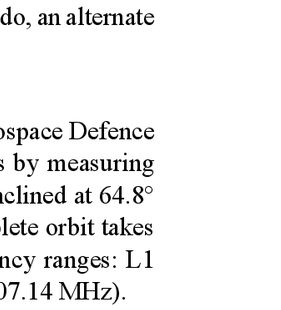 do, an alternate
ospace Defence
s by measuring
nclined at 64.8°
lete orbit takes
ncy ranges: L1
07.14 MHz).